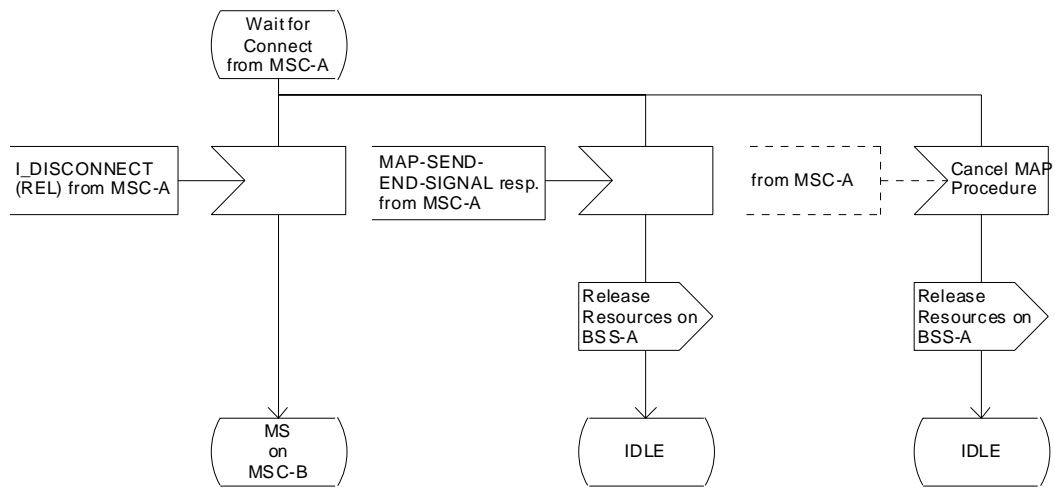 Wait for
Connect
from MSC-A
I_DISCONNECT
(REL) from MSC-A
MAP-SEND-
END-SIGNAL resp.
from MSC-A
from MSC-A
Cancel MAP
Procedure
Release
Resources on
BSS-A
Release
Resources on
BSS-A
MS
on
MSC-B
IDLE
IDLE